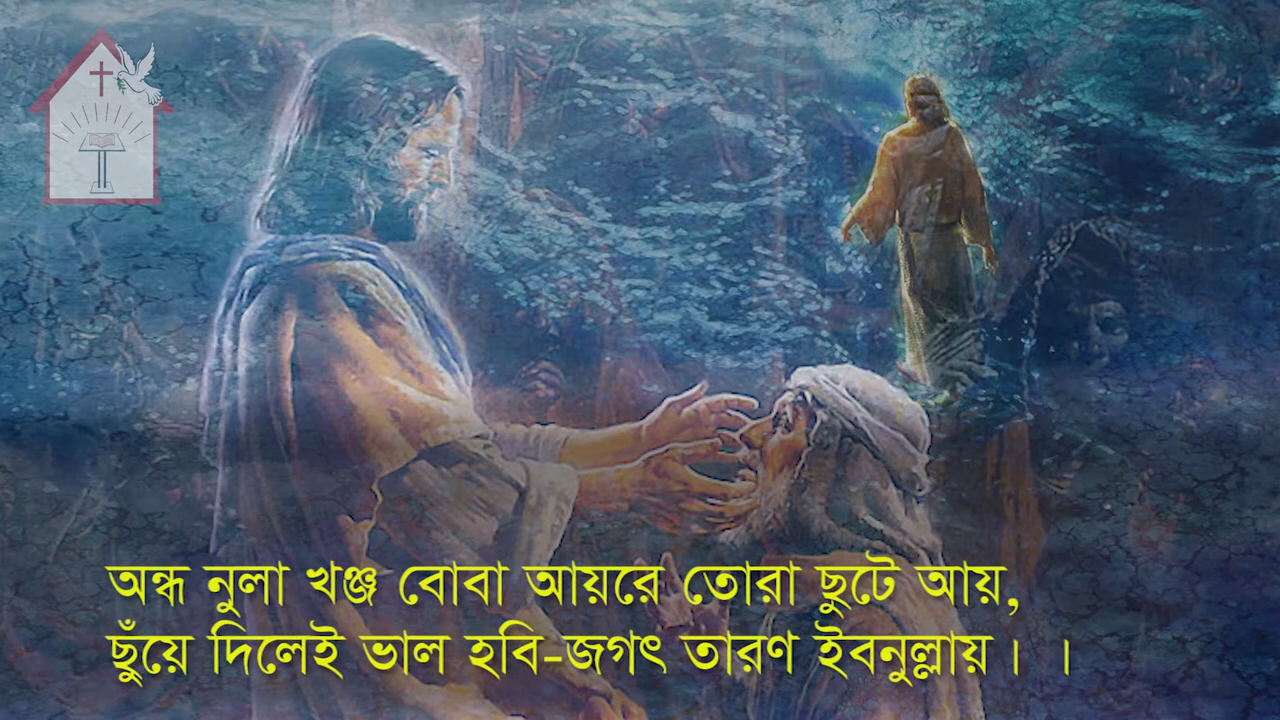 অন্ধ নুলা খঞ্জ বোবা আয়রে তোরা ছুটে আয়,
ছুঁয়ে দিলেই ভাল হবি-জগৎ তারণ ইবনুল্লায়। ।